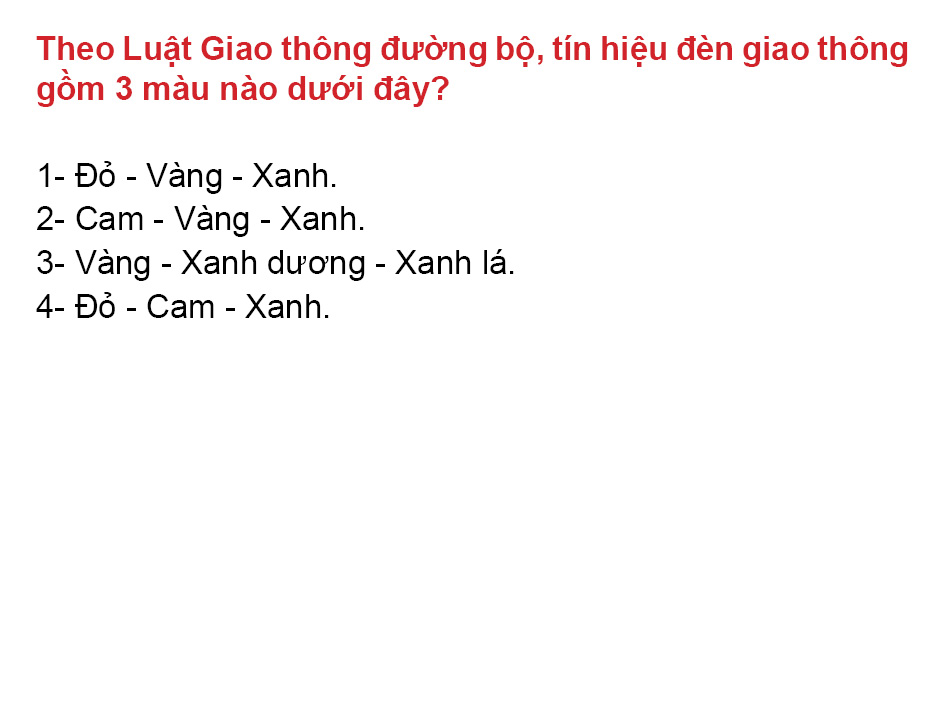 Theo Luật Giao thông đường bộ, tín hiệu đèn giao thông
gồm 3 màu nào dưới đây?
1- Đỏ - Vàng - Xanh.
2- Cam - Vàng - Xanh.
3- Vàng - Xanh dương - Xanh lá.
4- Đỏ - Cam - Xanh.